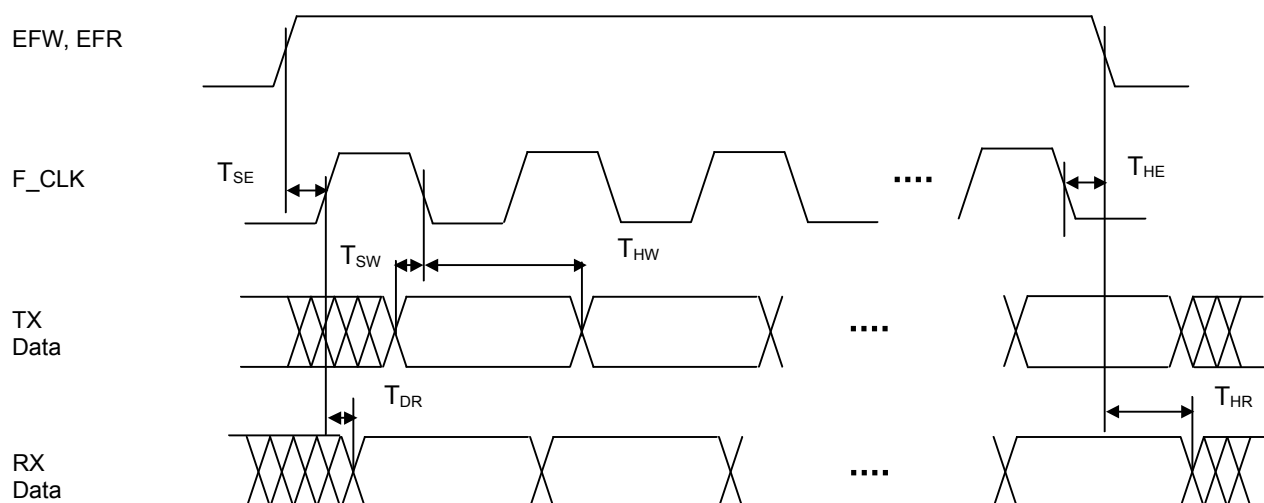 EFW, EFR
F_CLK
TSE
THE
TSW
THW
....
TX
Data
....
TDR
THR
RX
Data
....